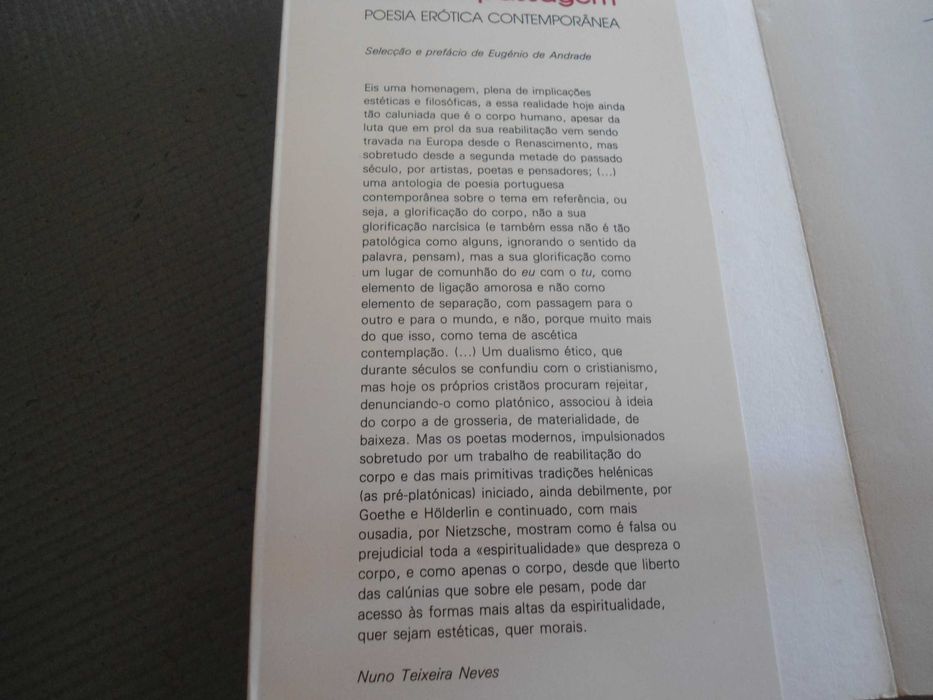 POESIA ERÓTICA CONTEMPORÂNEA
Selecção e prefácio de Eugénio de Andrade
Eis uma homenagem, plena de implicações
estéticas e filosóficas, a essa realidade hoje ainda
tão caluniada que é o corpo humano, apesar da
luta que em prol da sua reabilitação vem sendo
travada na Europa desde o Renascimento, mas
sobretudo desde a segunda metade do passado
século, por artistas, poetas e pensadores; (...)
uma antologia de poesia portuguesa
contemporânea sobre o tema em referência, ou
seja, a glorificação do corpo, não a sua
glorificação narcísica (e também essa não é tão
patológica como alguns, ignorando o sentido da
palavra, pensam), mas a sua glorificação como
um lugar de comunhão do eu com o tu, como
elemento de ligação amorosa e não como
elemento de separação, com passagem para o
outro e para o mundo, e não, porque muito mais
do que isso, como tema de ascética
contemplação. (...) Um dualismo ético, que
durante séculos se confundiu com o cristianismo,
mas hoje os próprios cristãos procuram rejeitar,
denunciando-o como platónico, associou à ideia
do corpo a de grosseria, de materialidade, de
baixeza. Mas os poetas modernos, impulsionados
sobretudo por um trabalho de reabilitação do
corpo e das mais primitivas tradições helénicas
(as pré-platónicas) iniciado, ainda debilmente, por
Goethe e Hölderlin e continuado, com mais
ousadia, por Nietzsche, mostram como é falsa ou
prejudicial toda a «espiritualidade» que despreza o
corpo, e como apenas o corpo, desde que liberto
das calúnias que sobre ele pesam, pode dar
acesso às formas mais altas da espiritualidade,
quer sejam estéticas, quer morais.
Nuno Teixeira Neves